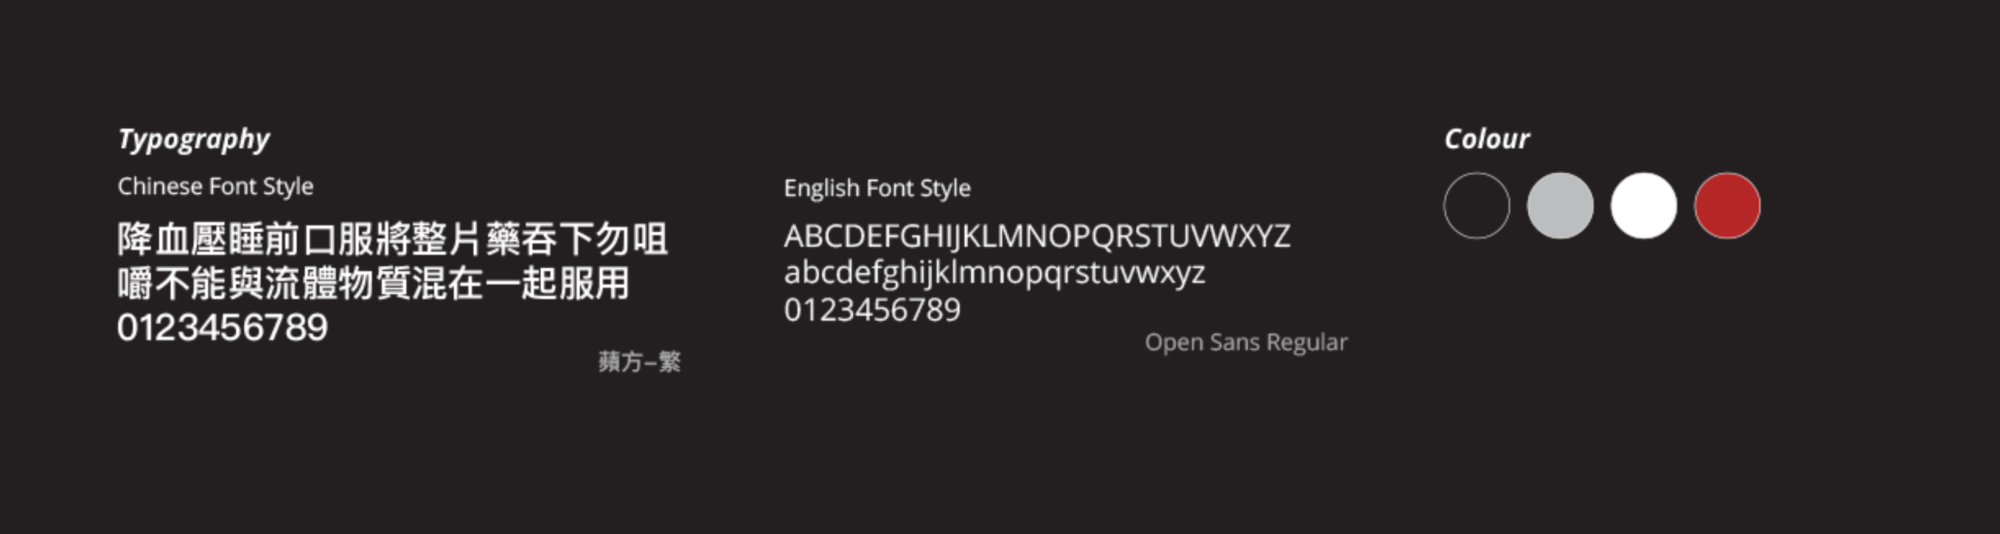 Typography
Chinese Font Style
降血壓睡前口服將整片藥吞下勿咀
嚼不能與流體物質混在一起服用
0123456789
蘋方–繁
English Font Style
ABCDEFGHIJKLMNOPQRSTUVWXYZ
abcdefghijklmnopqrstuvwxyz
0123456789
Open Sans Regular
Colour